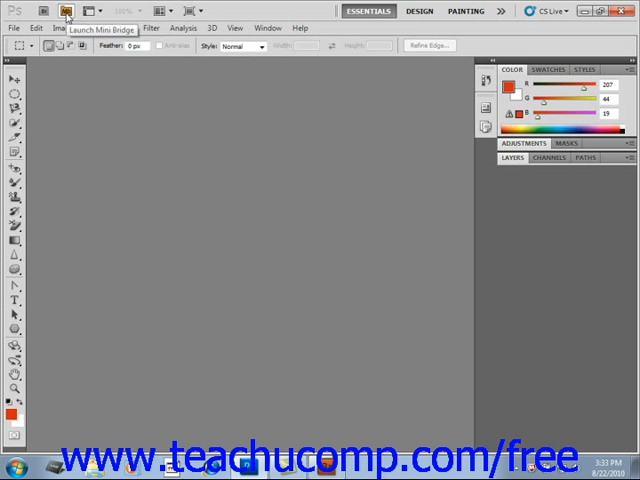 Ps Br Mb 100% ESSENTIALS DESIGN PAINTING » CS Live
Launch Mini Bridge
File Edit Filter Analysis 3D View Window Help
Feather: 0 px Anti-alias Style: Normal Width: Height: Refine Edge...
COLOR SWATCHES STYLES
R 207
G 44
B 19
ADJUSTMENTS MASKS
LAYERS CHANNELS PATHS
www.teachucomp.com/free
3:33 PM
8/22/2010